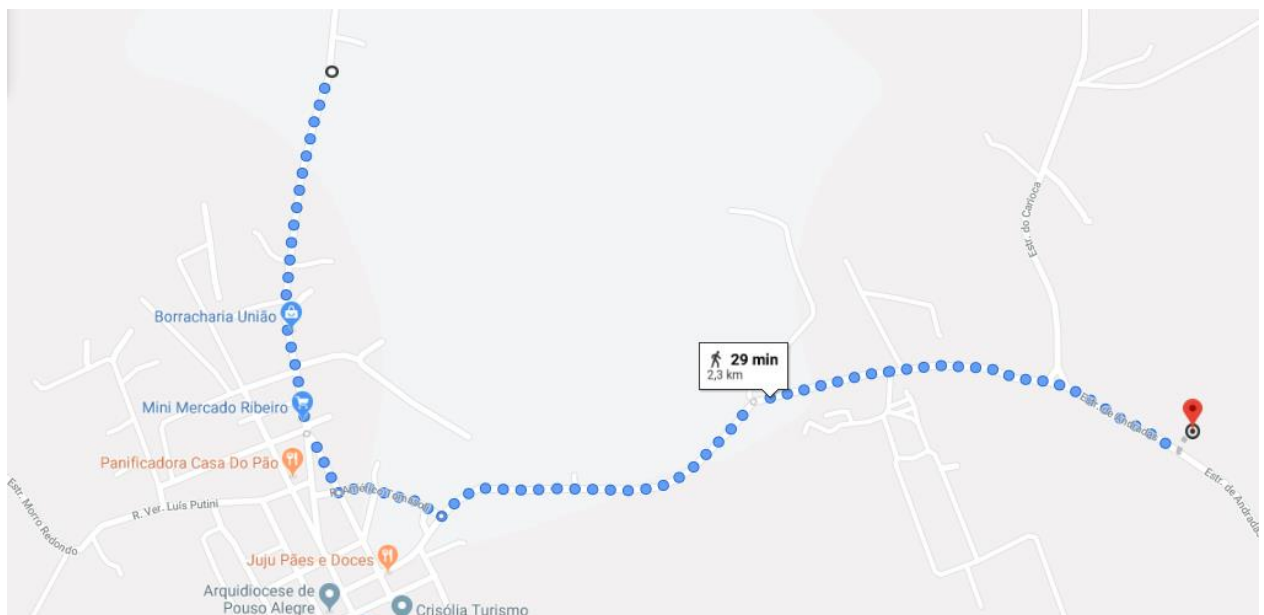 Estr. do Carioca
Borracharia União
29 min
2,3 km
Mini Mercado Ribeiro
Estr. de Andradas
Panificadora Casa Do Pão
Estr. Morro Redondo
R. Ver. Luís Putini
R. Américo Tomazolli
Estr. de Andradas
Juju Pães e Doces
Arquidiocese de
Pouso Alegre
Crisólia Turismo